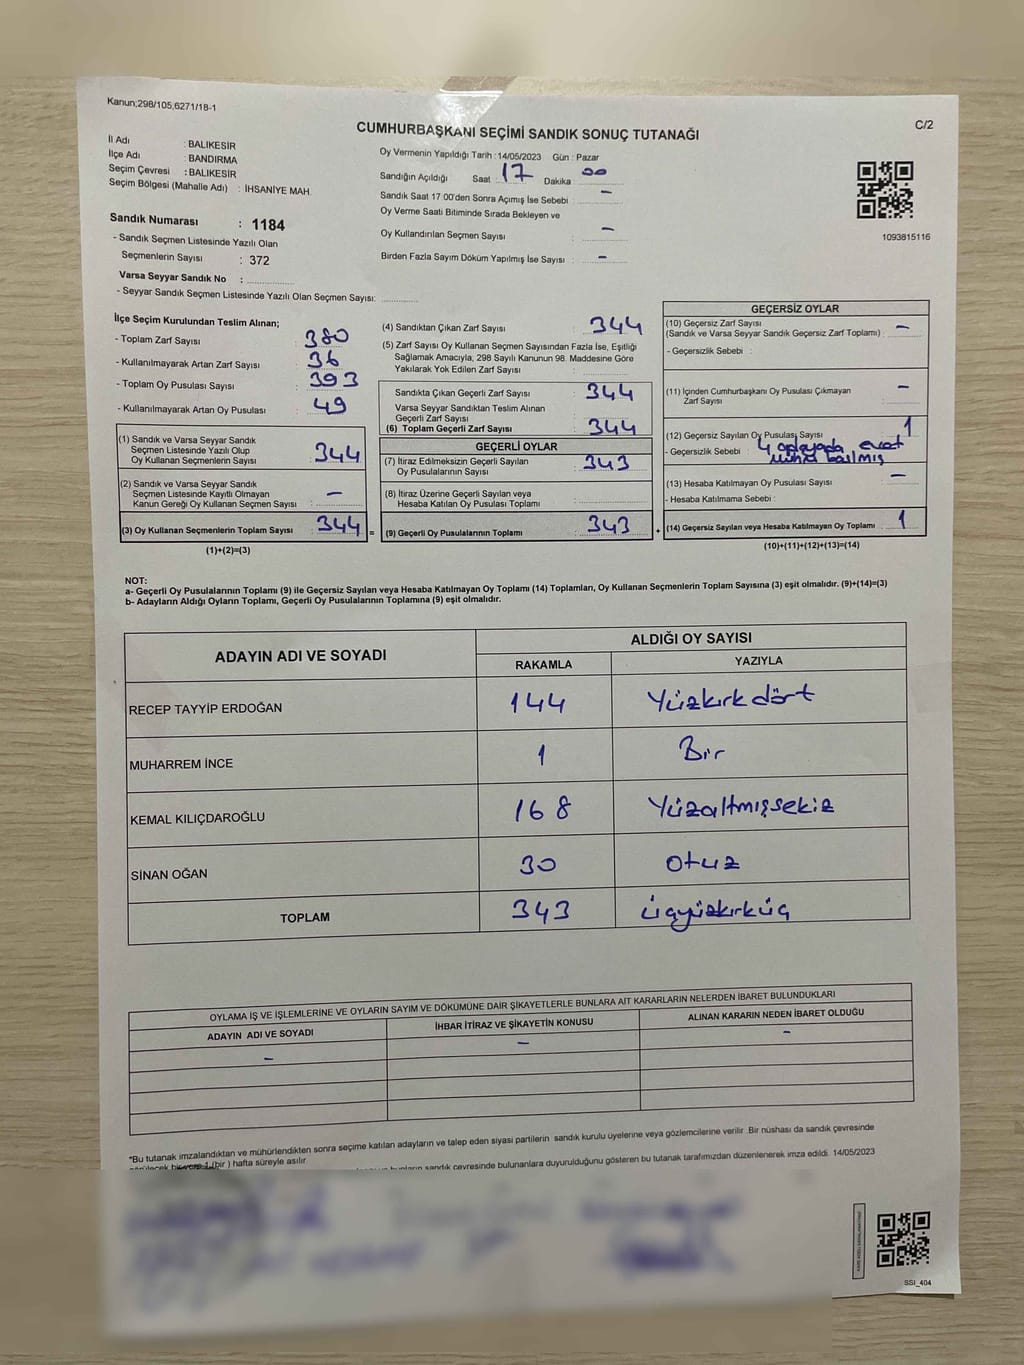 Kanun;298/105,6271/18-1
C/2
CUMHURBAŞKANI SEÇİMİ SANDIK SONUÇ TUTANAĞI
İl Adı : BALIKESİR
İlçe Adı : BANDIRMA
Seçim Çevresi : BALIKESİR
Seçim Bölgesi (Mahalle Adı) : İHSANİYE MAH.
Oy Vermenin Yapıldığı Tarih : 14/05/2023 Gün : Pazar
Sandığın Açıldığı Saat : 17 Dakika 00
Sandık Saat 17:00'den Sonra Açımış İse Sebebi : -
Oy Verme Saati Bitiminde Sırada Bekleyen ve
Oy Kullandırılan Seçmen Sayısı : -
Birden Fazla Sayım Döküm Yapılmış İse Sayısı : -
1093815116
Sandık Numarası : 1184
- Sandık Seçmen Listesinde Yazılı Olan
Seçmenlerin Sayısı : 372
Varsa Seyyar Sandık No :
- Seyyar Sandık Seçmen Listesinde Yazılı Olan Seçmen Sayısı:
İlçe Seçim Kurulundan Teslim Alınan;
- Toplam Zarf Sayısı : 380
- Kullanılmayarak Artan Zarf Sayısı : 36
- Toplam Oy Pusulası Sayısı : 393
- Kullanılmayarak Artan Oy Pusulası : 49
(1) Sandık ve Varsa Seyyar Sandık
Seçmen Listesinde Yazılı Olup
Oy Kullanan Seçmenlerin Sayısı : 344
(2) Sandık ve Varsa Seyyar Sandık
Seçmen Listesinde Kayıtlı Olmayan
Kanun Gereği Oy Kullanan Seçmen Sayısı : -
(3) Oy Kullanan Seçmenlerin Toplam Sayısı : 344 =
(1)+(2)=(3)
(4) Sandıktan Çıkan Zarf Sayısı : 344
(5) Zarf Sayısı Oy Kullanan Seçmen Sayısından Fazla İse, Eşitliği
Sağlamak Amacıyla, 298 Sayılı Kanunun 98. Maddesine Göre
Yakılarak Yok Edilen Zarf Sayısı :
Sandıkta Çıkan Geçerli Zarf Sayısı : 344
Varsa Seyyar Sandıktan Teslim Alınan
Geçerli Zarf Sayısı :
(6) Toplam Geçerli Zarf Sayısı : 344
GEÇERLİ OYLAR
(7) İtiraz Edilmeksizin Geçerli Sayılan
Oy Pusulalarının Sayısı : 343
(8) İtiraz Üzerine Geçerli Sayılan veya
Hesaba Katılan Oy Pusulası Toplamı :
(9) Geçerli Oy Pusulalarının Toplamı : 343 +
GEÇERSİZ OYLAR
(10) Geçersiz Zarf Sayısı
(Sandık ve Varsa Seyyar Sandık Geçersiz Zarf Toplamı) : -
- Geçersizlik Sebebi :
(11) İçinden Cumhurbaşkanı Oy Pusulası Çıkmayan
Zarf Sayısı : -
(12) Geçersiz Sayılan Oy Pusulası Sayısı : 1
- Geçersizlik Sebebi : 4 adayada evet
mührü basılmış
(13) Hesaba Katılmayan Oy Pusulası Sayısı : -
- Hesaba Katılmama Sebebi :
(14) Geçersiz Sayılan veya Hesaba Katılmayan Oy Toplamı : 1
(10)+(11)+(12)+(13)=(14)
NOT:
a- Geçerli Oy Pusulalarının Toplamı (9) ile Geçersiz Sayılan veya Hesaba Katılmayan Oy Toplamı (14) Toplamları, Oy Kullanan Seçmenlerin Toplam Sayısına (3) eşit olmalıdır. (9)+(14)=(3)
b- Adayların Aldığı Oyların Toplamı, Geçerli Oy Pusulalarının Toplamına (9) eşit olmalıdır.
ADAYIN ADI VE SOYADI
ALDIĞI OY SAYISI
RAKAMLA YAZIYLA
RECEP TAYYİP ERDOĞAN 144 Yüzkırkdört
MUHARREM İNCE 1 Bir
KEMAL KILIÇDAROĞLU 168 Yüzaltmışsekiz
SİNAN OĞAN 30 Otuz
TOPLAM 343 üçyüzkırküç
OYLAMA İŞ VE İŞLEMLERİNE VE OYLARIN SAYIM VE DÖKÜMÜNE DAİR ŞİKAYETLERLE BUNLARA AİT KARARLARIN NELERDEN İBARET BULUNDUKLARI
ADAYIN ADI VE SOYADI İHBAR İTİRAZ VE ŞİKAYETİN KONUSU ALINAN KARARIN NEDEN İBARET OLDUĞU
- - -
*Bu tutanak imzalandıktan ve mühürlendikten sonra seçime katılan adayların ve talep eden siyasi partilerin sandık kurulu üyelerine veya gözlemcilerine verilir. Bir nüshası da sandık çevresinde
görülecek bir yere 1 (bir) hafta süreyle asılır.
bunların sandık çevresinde bulunanlara duyurulduğunu gösteren bu tutanak tarafımızdan düzenlenerek imza edildi. 14/05/2023
SSI_404